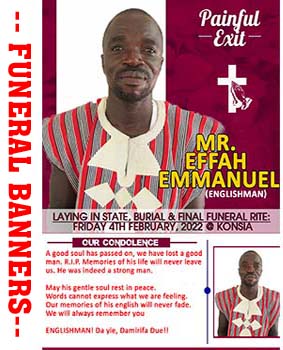 -- FUNERAL BANNERS--
Painful
Exit
MR.
EFFAH
EMMANUEL
(ENGLISHMAN)
LAYING IN STATE, BURIAL & FINAL FUNERAL RITE:
FRIDAY 4TH FEBRUARY, 2022 @ KONSIA
OUR CONDOLENCE
A good soul has passed on, we have lost a good
man. R.I.P. Memories of his life will never leave
us. He was indeed a strong man.
May his gentle soul rest in peace.
Words cannot express what we are feeling.
Our memories of his english will never fade.
We will always remember you
ENGLISHMAN! Da yie, Damirifa Due!!